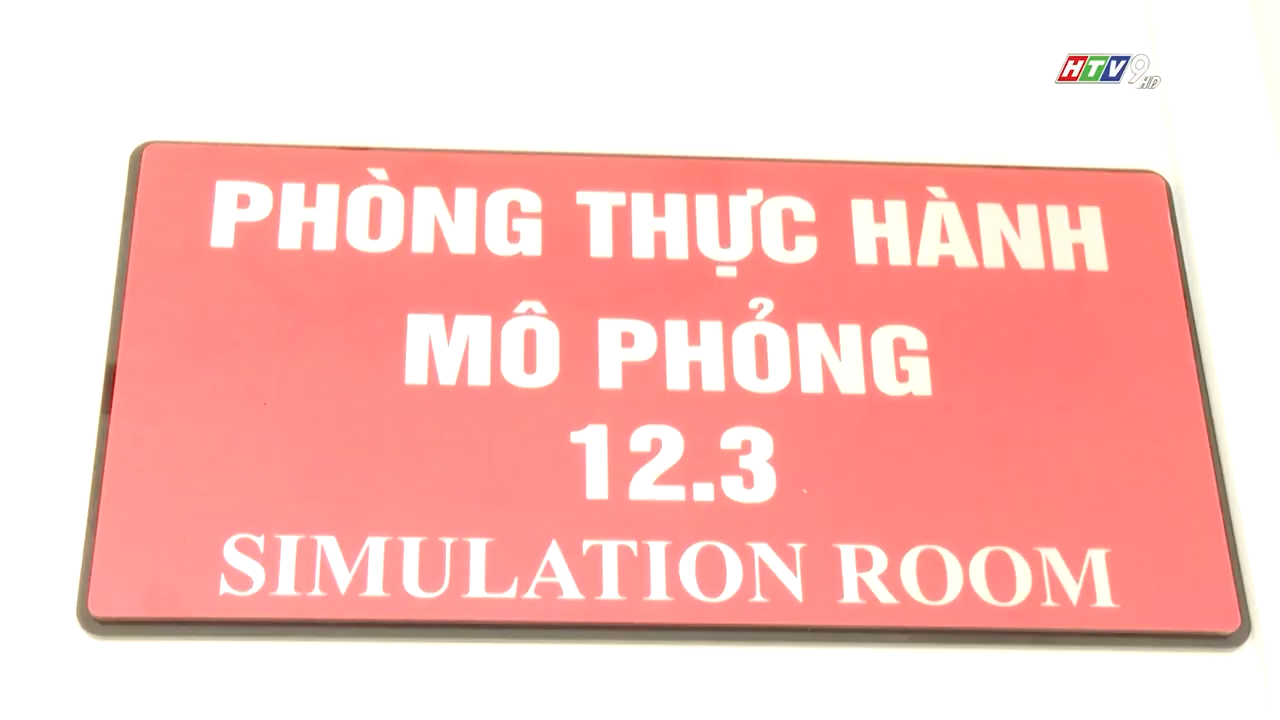 HTV9 HD
PHÒNG THỰC HÀNH
MÔ PHỎNG
12.3
SIMULATION ROOM